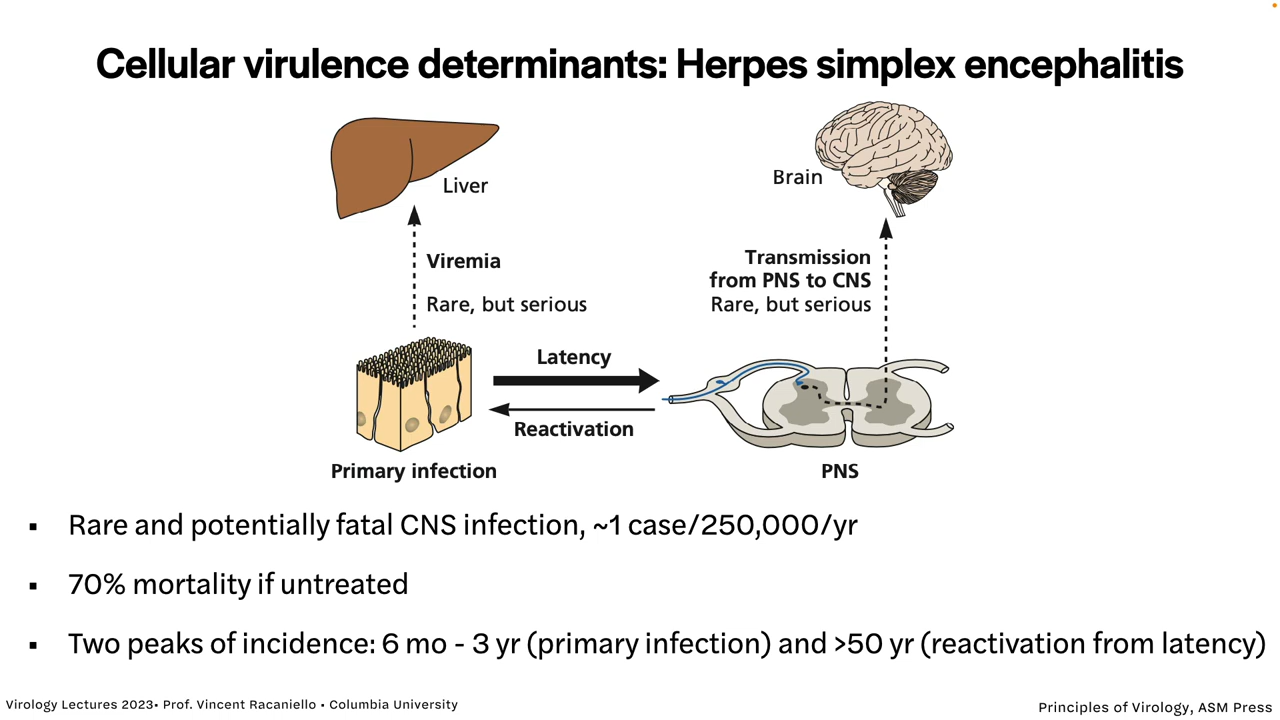 Cellular virulence determinants: Herpes simplex encephalitis
Liver
Brain
Viremia
Rare, but serious
Transmission
from PNS to CNS
Rare, but serious
Latency
Reactivation
Primary infection
PNS
▪ Rare and potentially fatal CNS infection, ~1 case/250,000/yr
▪ 70% mortality if untreated
▪ Two peaks of incidence: 6 mo - 3 yr (primary infection) and >50 yr (reactivation from latency)
Virology Lectures 2023• Prof. Vincent Racaniello • Columbia University
Principles of Virology, ASM Press